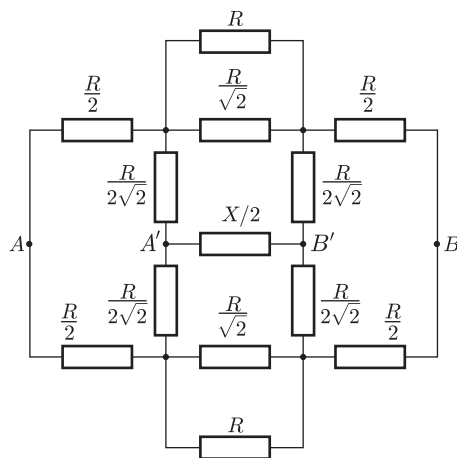 R
R/2 R/√2 R/2
R/2√2 R/2√2
X/2
A A′ B′ B
R/2 R/2√2 R/√2 R/2√2 R/2
R